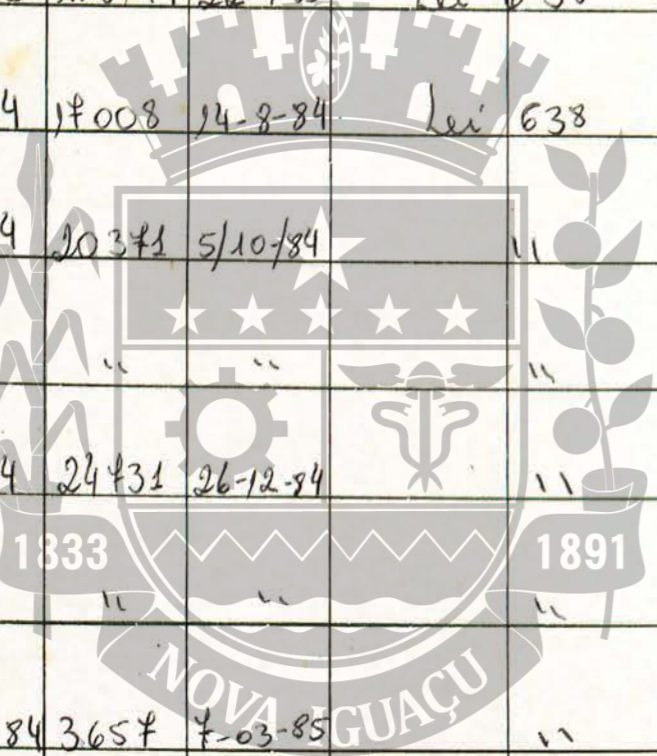 4 17008 14-8-84 Lei 638
4 20371 5/10/84 "
" " "
4 24731 26-12-84 "
1833 1891
" " "
NOVA IGUAÇU
84 3657 7-03-85 "